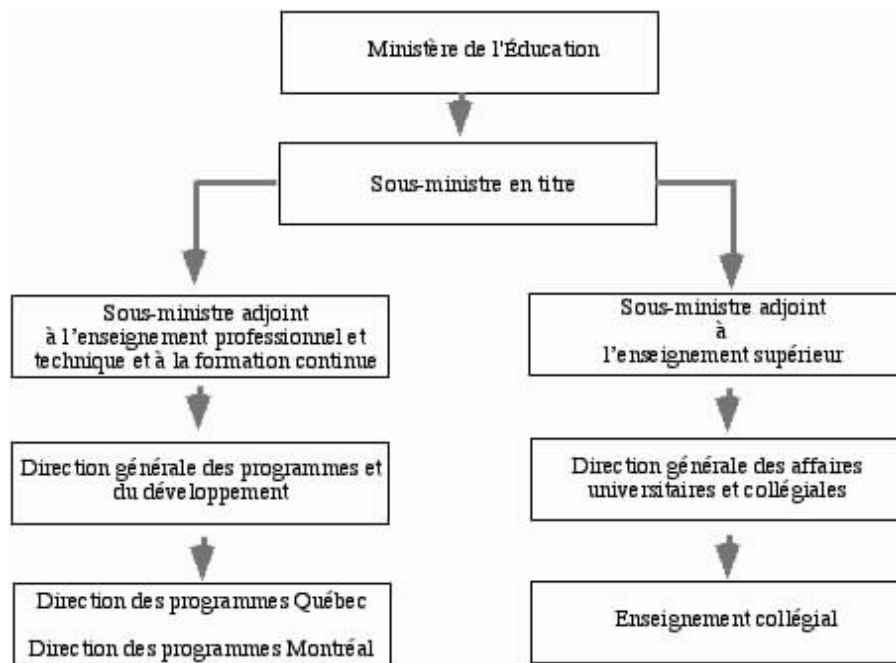 Ministère de l'Éducation
Sous-ministre en titre
Sous-ministre adjoint
à l'enseignement professionnel et
technique et à la formation continue
Sous-ministre adjoint
à
l'enseignement supérieur
Direction générale des programmes et
du développement
Direction générale des affaires
universitaires et collégiales
Direction des programmes Québec
Direction des programmes Montréal
Enseignement collégial